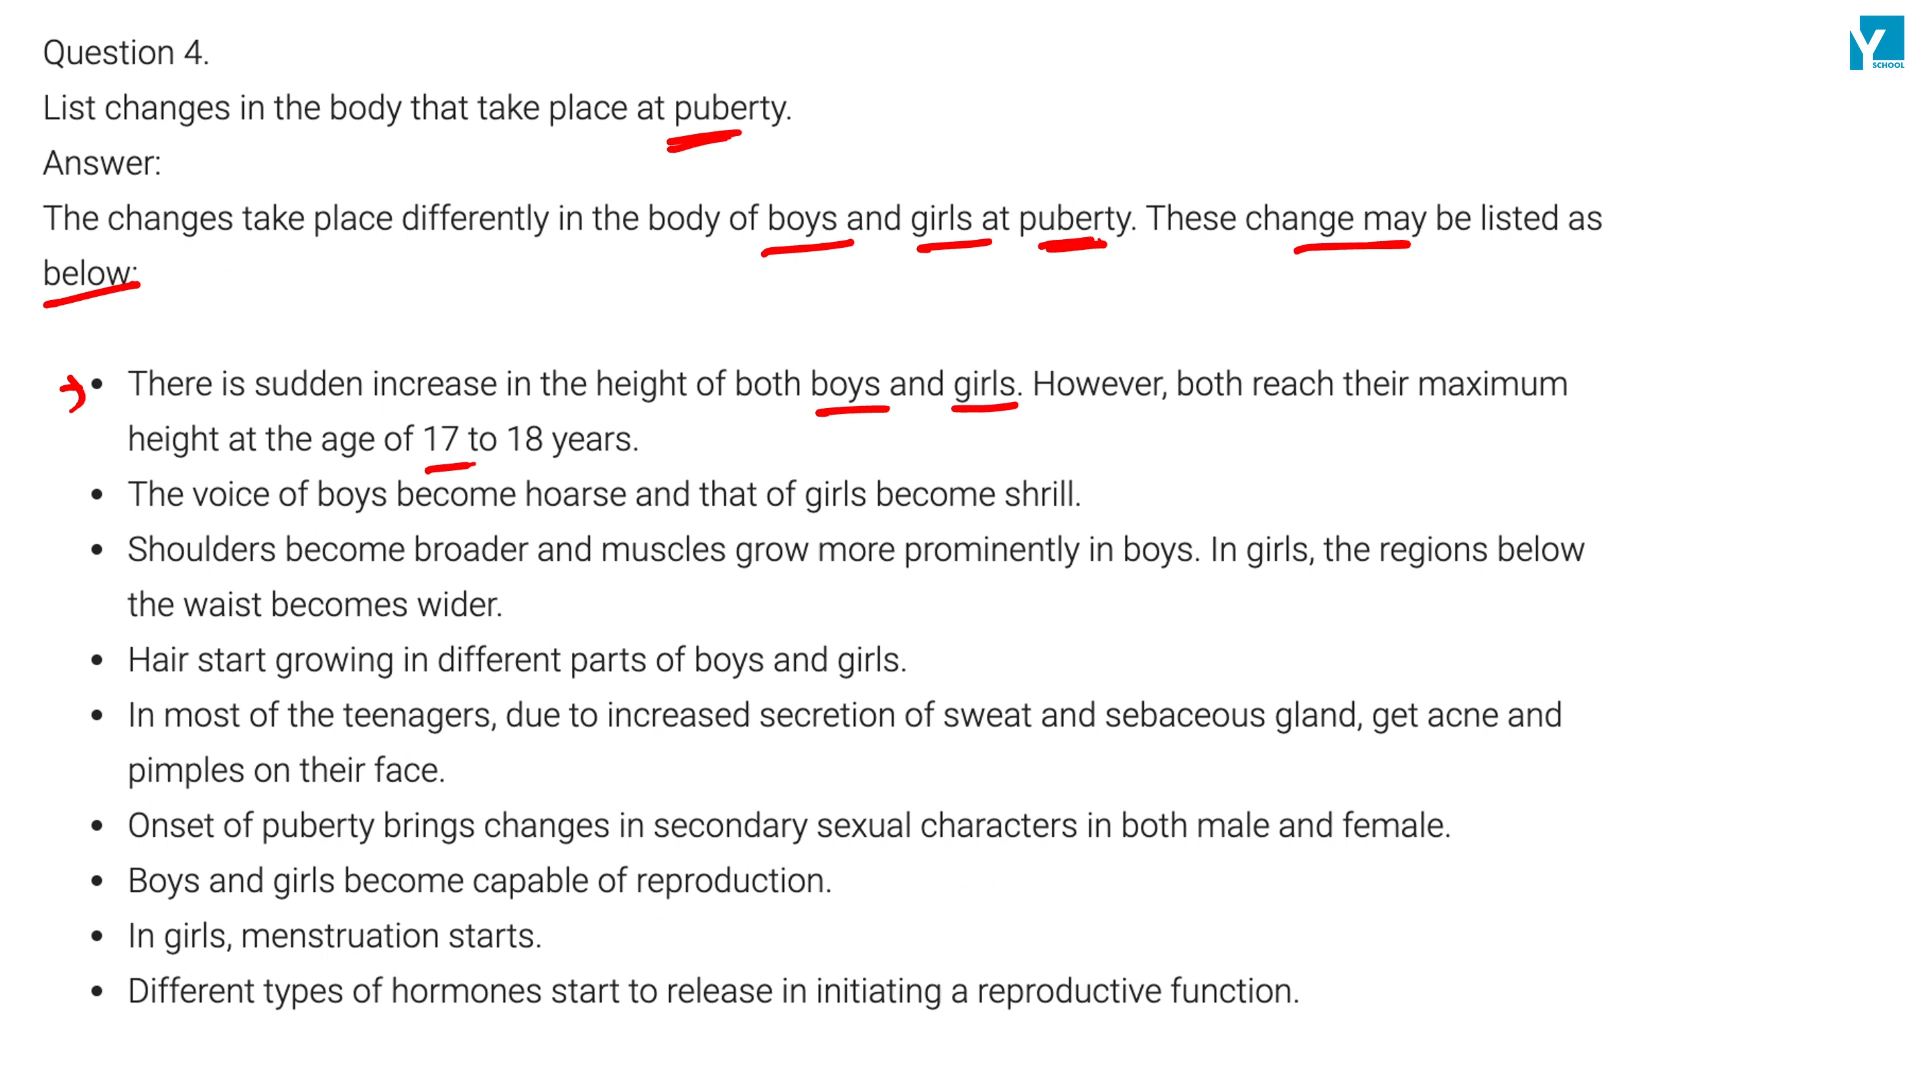 Question 4.
List changes in the body that take place at puberty.
Answer:
The changes take place differently in the body of boys and girls at puberty. These change may be listed as
below:
• There is sudden increase in the height of both boys and girls. However, both reach their maximum
height at the age of 17 to 18 years.
• The voice of boys become hoarse and that of girls become shrill.
• Shoulders become broader and muscles grow more prominently in boys. In girls, the regions below
the waist becomes wider.
• Hair start growing in different parts of boys and girls.
• In most of the teenagers, due to increased secretion of sweat and sebaceous gland, get acne and
pimples on their face.
• Onset of puberty brings changes in secondary sexual characters in both male and female.
• Boys and girls become capable of reproduction.
• In girls, menstruation starts.
• Different types of hormones start to release in initiating a reproductive function.
Y SCHOOL